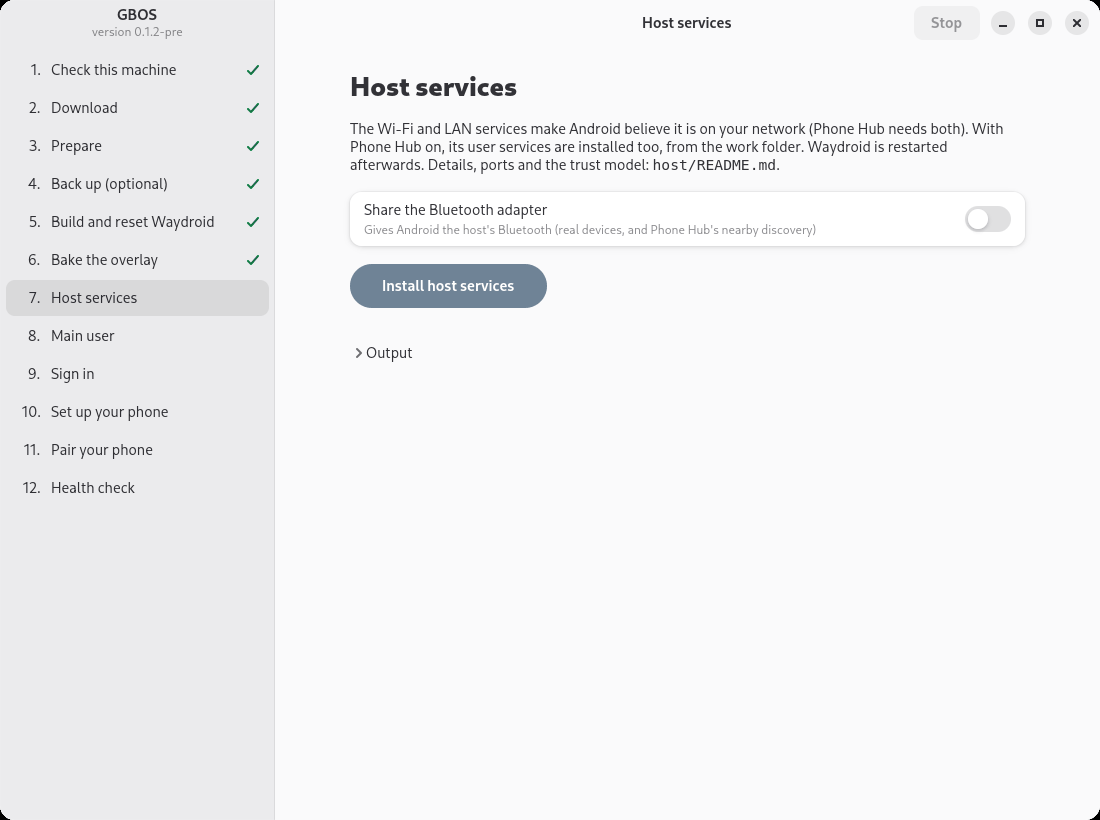 GBOS
version 0.1.2-pre
1. Check this machine
2. Download
3. Prepare
4. Back up (optional)
5. Build and reset Waydroid
6. Bake the overlay
7. Host services
8. Main user
9. Sign in
10. Set up your phone
11. Pair your phone
12. Health check
Host services
Stop
Host services
The Wi-Fi and LAN services make Android believe it is on your network (Phone Hub needs both). With
Phone Hub on, its user services are installed too, from the work folder. Waydroid is restarted
afterwards. Details, ports and the trust model: host/README.md.
Share the Bluetooth adapter
Gives Android the host's Bluetooth (real devices, and Phone Hub's nearby discovery)
Install host services
Output